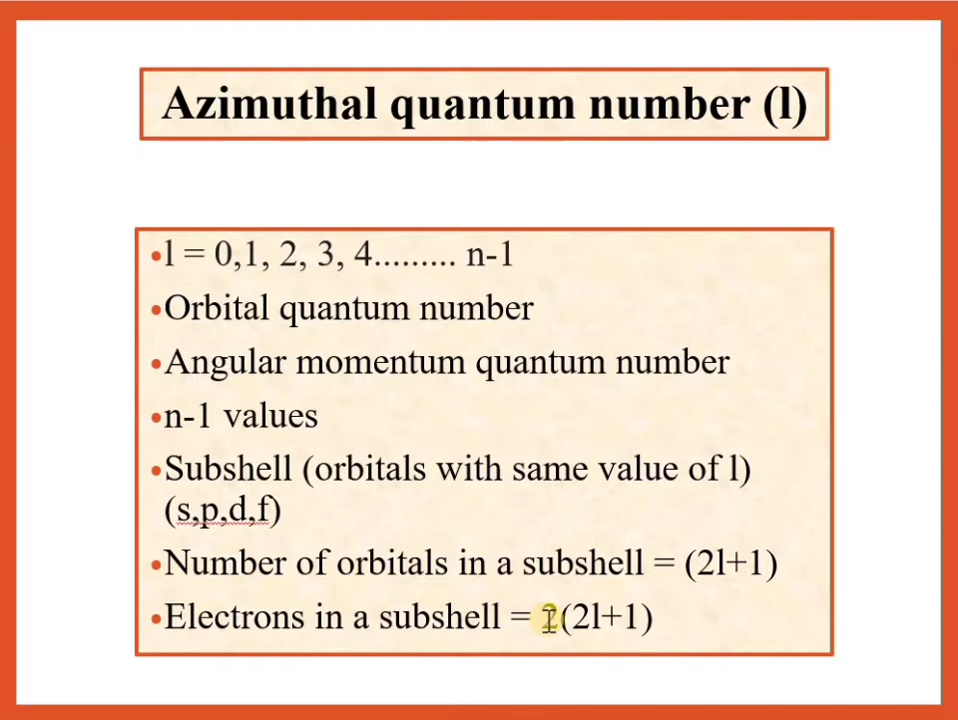 Azimuthal quantum number (l)
•l = 0,1, 2, 3, 4......... n-1
•Orbital quantum number
•Angular momentum quantum number
•n-1 values
•Subshell (orbitals with same value of l)
(s,p,d,f)
•Number of orbitals in a subshell = (2l+1)
•Electrons in a subshell = 2(2l+1)